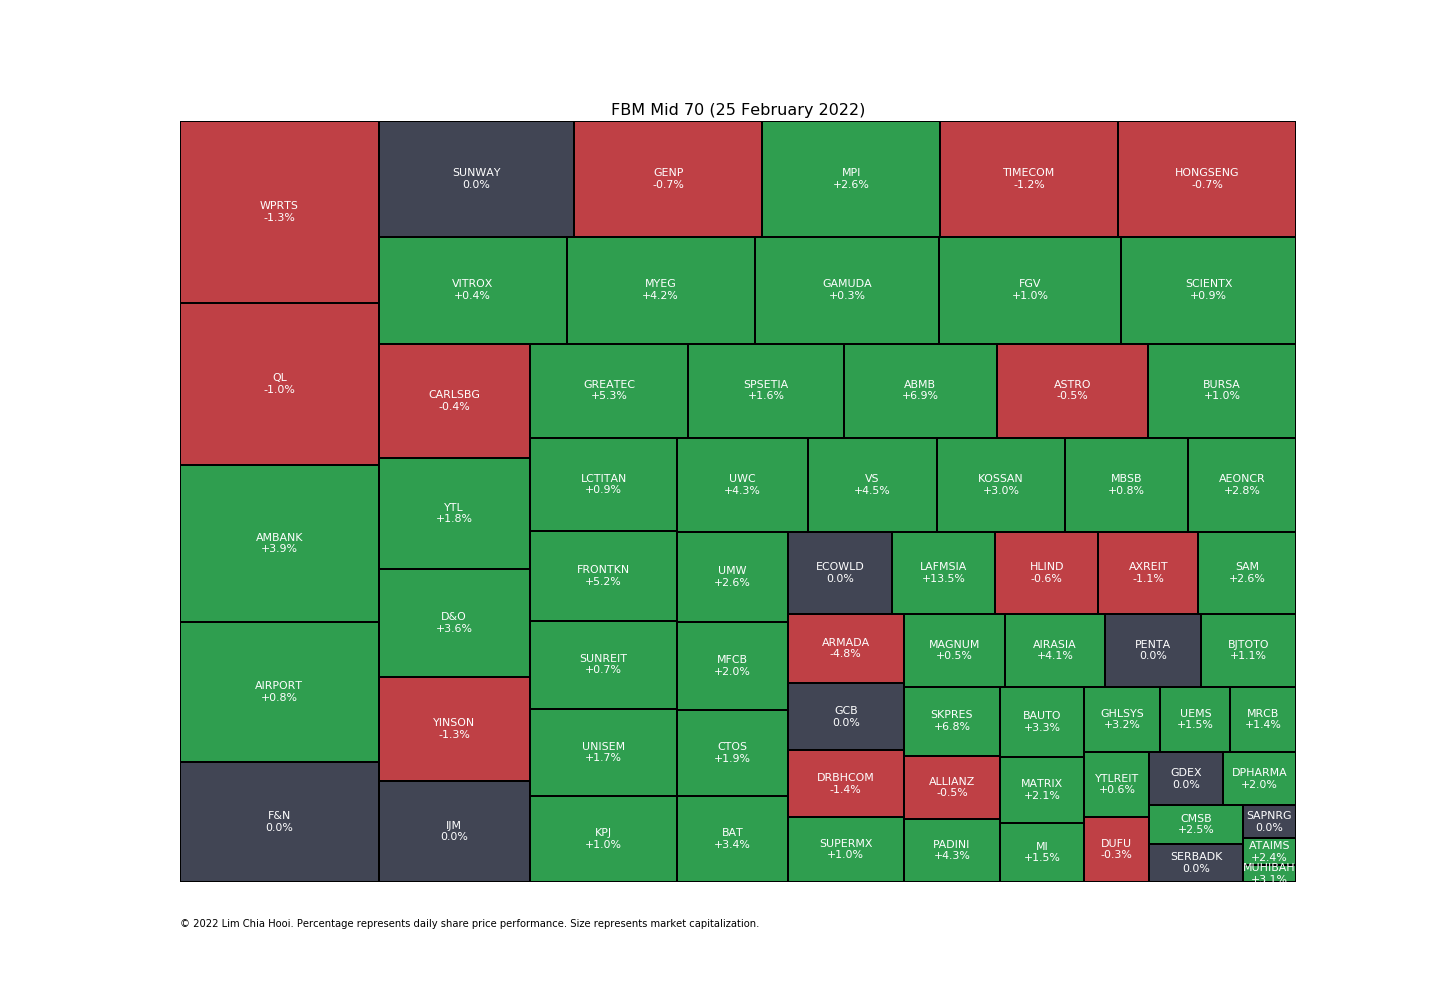 FBM Mid 70 (25 February 2022)
WPRTS
-1.3%
QL
-1.0%
AMBANK
+3.9%
AIRPORT
+0.8%
F&N
0.0%
SUNWAY
0.0%
GENP
-0.7%
MPI
+2.6%
TIMECOM
-1.2%
HONGSENG
-0.7%
VITROX
+0.4%
MYEG
+4.2%
GAMUDA
+0.3%
FGV
+1.0%
SCIENTX
+0.9%
CARLSBG
-0.4%
YTL
+1.8%
D&O
+3.6%
YINSON
-1.3%
IJM
0.0%
GREATEC
+5.3%
SPSETIA
+1.6%
ABMB
+6.9%
ASTRO
-0.5%
BURSA
+1.0%
LCTITAN
+0.9%
FRONTKN
+5.2%
SUNREIT
+0.7%
UNISEM
+1.7%
KPJ
+1.0%
UWC
+4.3%
VS
+4.5%
KOSSAN
+3.0%
MBSB
+0.8%
AEONCR
+2.8%
UMW
+2.6%
MFCB
+2.0%
CTOS
+1.9%
BAT
+3.4%
ECOWLD
0.0%
LAFMSIA
+13.5%
HLIND
-0.6%
AXREIT
-1.1%
SAM
+2.6%
ARMADA
-4.8%
GCB
0.0%
DRBHCOM
-1.4%
SUPERMX
+1.0%
MAGNUM
+0.5%
AIRASIA
+4.1%
PENTA
0.0%
BJTOTO
+1.1%
SKPRES
+6.8%
ALLIANZ
-0.5%
PADINI
+4.3%
BAUTO
+3.3%
MATRIX
+2.1%
MI
+1.5%
GHLSYS
+3.2%
UEMS
+1.5%
MRCB
+1.4%
YTLREIT
+0.6%
DUFU
-0.3%
GDEX
0.0%
DPHARMA
+2.0%
CMSB
+2.5%
SERBADK
0.0%
SAPNRG
0.0%
ATAIMS
+2.4%
MUHIBAH
+3.1%
© 2022 Lim Chia Hooi. Percentage represents daily share price performance. Size represents market capitalization.